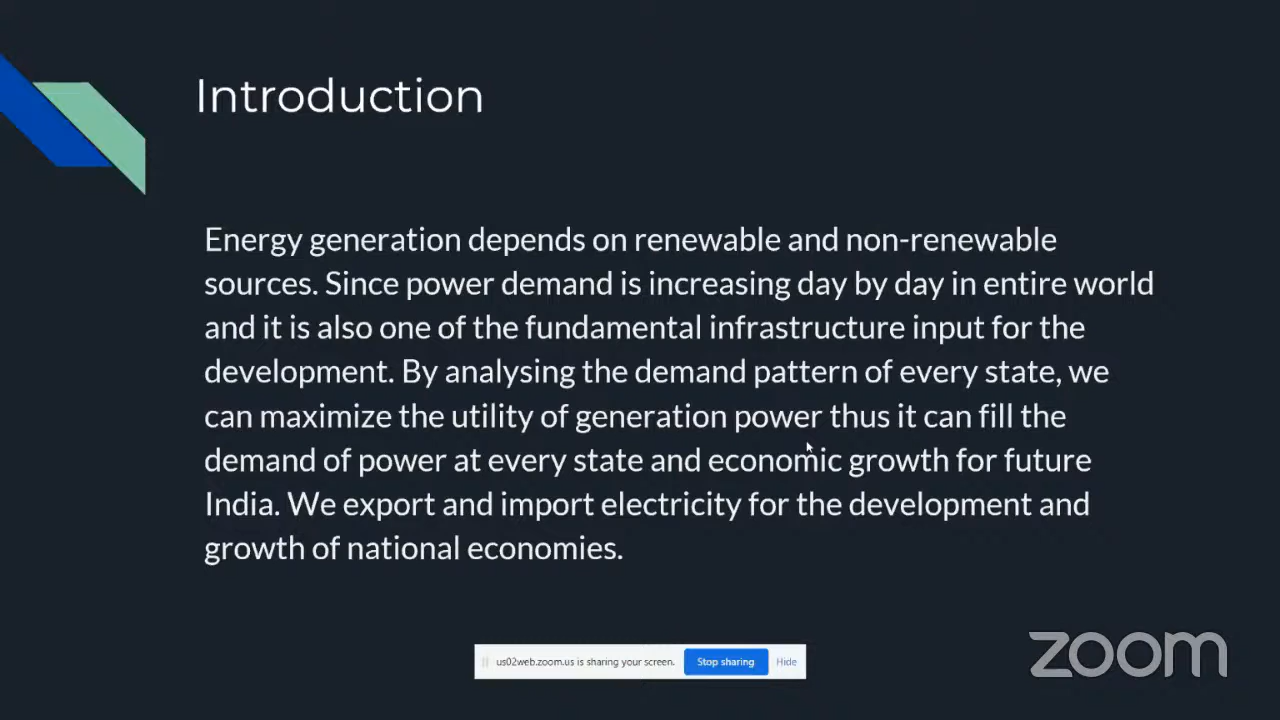 Introduction
Energy generation depends on renewable and non-renewable
sources. Since power demand is increasing day by day in entire world
and it is also one of the fundamental infrastructure input for the
development. By analysing the demand pattern of every state, we
can maximize the utility of generation power thus it can fill the
demand of power at every state and economic growth for future
India. We export and import electricity for the development and
growth of national economies.
us02web.zoom.us is sharing your screen. Stop sharing Hide
zoom